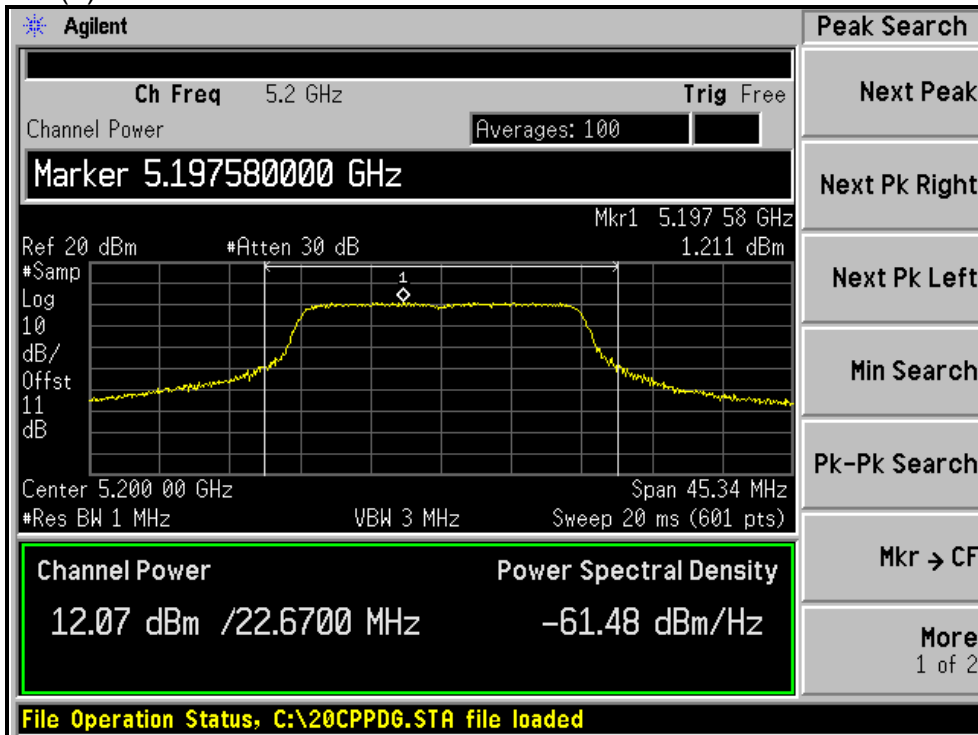 Agilent
Peak Search
Ch Freq 5.2 GHz Trig Free
Channel Power Averages: 100
Marker 5.197580000 GHz
Mkr1 5.197 58 GHz
Ref 20 dBm #Atten 30 dB 1.211 dBm
#Samp
Log
10
dB/
Offst
11
dB
1
Center 5.200 00 GHz Span 45.34 MHz
#Res BW 1 MHz VBW 3 MHz Sweep 20 ms (601 pts)
Channel Power Power Spectral Density
12.07 dBm /22.6700 MHz -61.48 dBm/Hz
File Operation Status, C:\20CPPDG.STA file loaded
Next Peak
Next Pk Right
Next Pk Left
Min Search
Pk-Pk Search
Mkr → CF
More
1 of 2